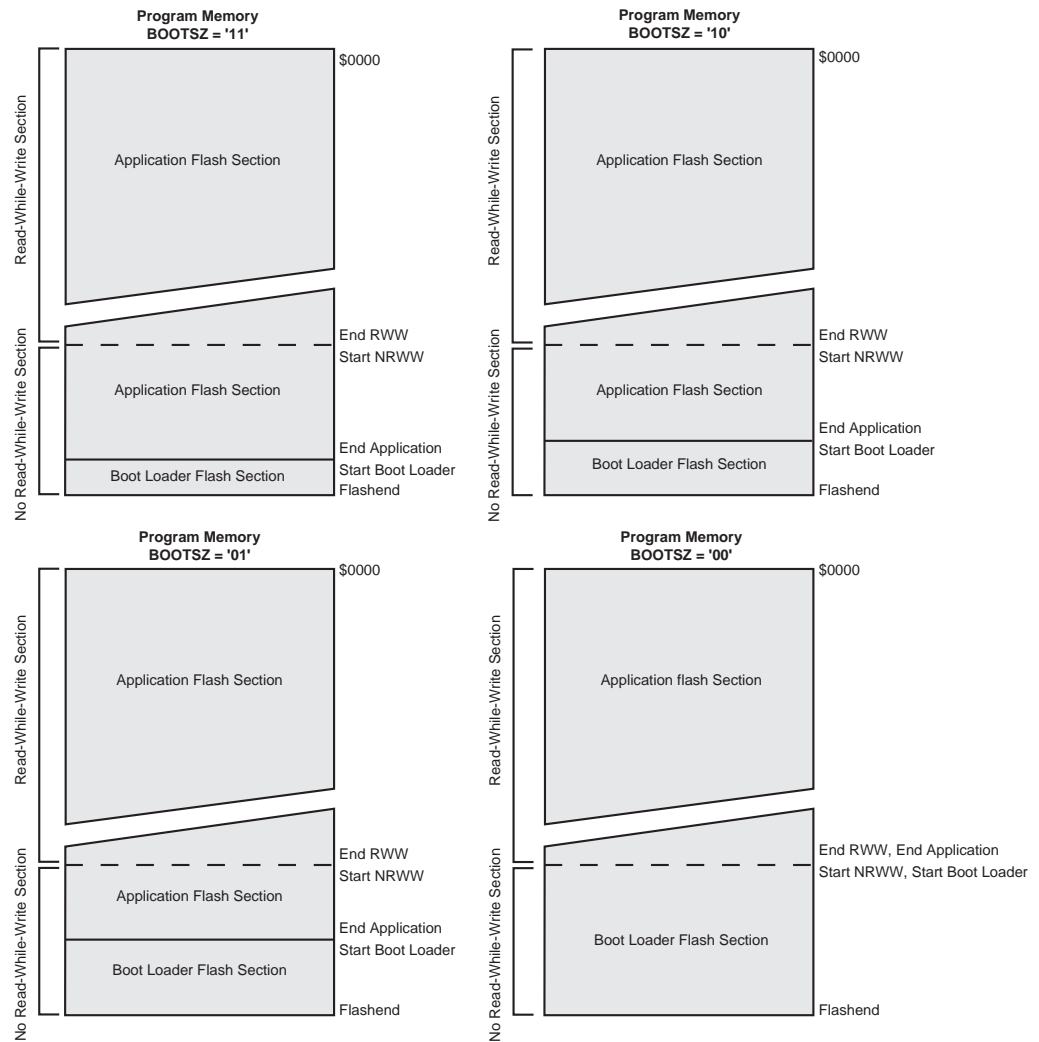 Program Memory
BOOTSZ = '11'
$0000
Read-While-Write Section
Application Flash Section
End RWW
Start NRWW
No Read-While-Write Section
Application Flash Section
End Application
Start Boot Loader
Boot Loader Flash Section
Flashend
Program Memory
BOOTSZ = '10'
$0000
Read-While-Write Section
Application Flash Section
End RWW
Start NRWW
No Read-While-Write Section
Application Flash Section
End Application
Start Boot Loader
Boot Loader Flash Section
Flashend
Program Memory
BOOTSZ = '01'
$0000
Read-While-Write Section
Application Flash Section
End RWW
Start NRWW
No Read-While-Write Section
Application Flash Section
End Application
Start Boot Loader
Boot Loader Flash Section
Flashend
Program Memory
BOOTSZ = '00'
$0000
Read-While-Write Section
Application flash Section
End RWW, End Application
Start NRWW, Start Boot Loader
No Read-While-Write Section
Boot Loader Flash Section
Flashend